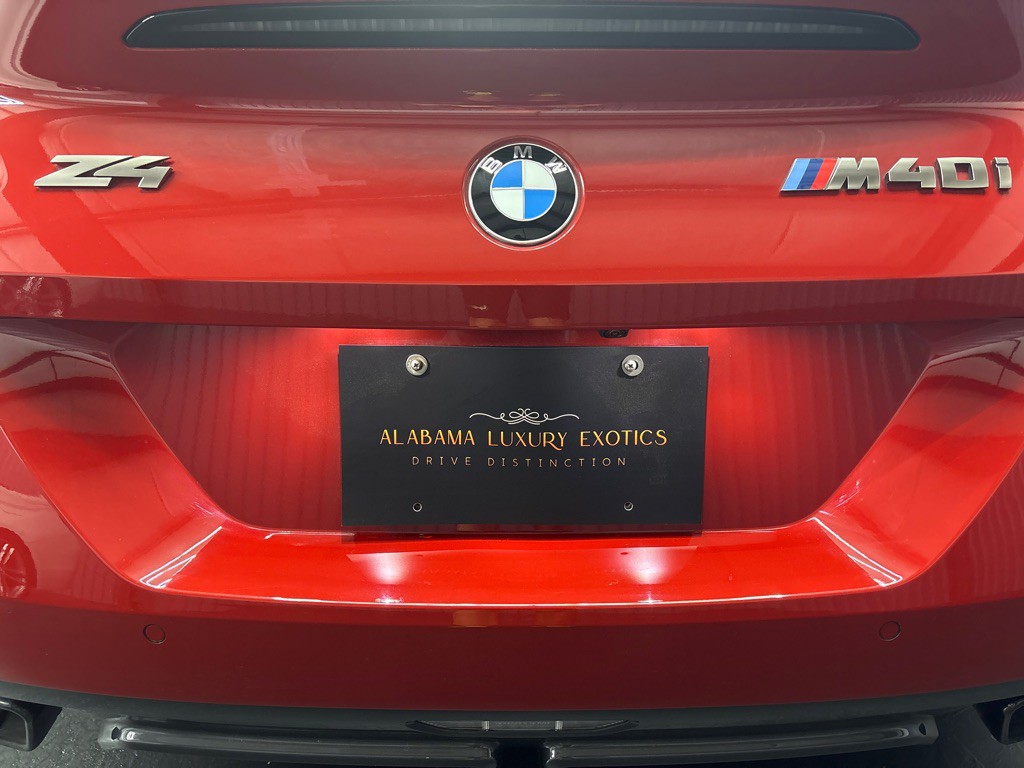 Z4
BMW
M40i
ALABAMA LUXURY EXOTICS
DRIVE DISTINCTION